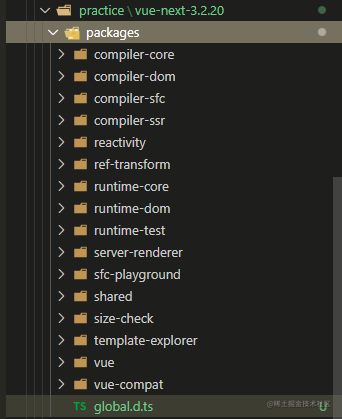 practice \ vue-next-3.2.20
packages
compiler-core
compiler-dom
compiler-sfc
compiler-ssr
reactivity
ref-transform
runtime-core
runtime-dom
runtime-test
server-renderer
sfc-playground
shared
size-check
template-explorer
vue
vue-compat
TS global.d.ts U
@稀土掘金技术社区